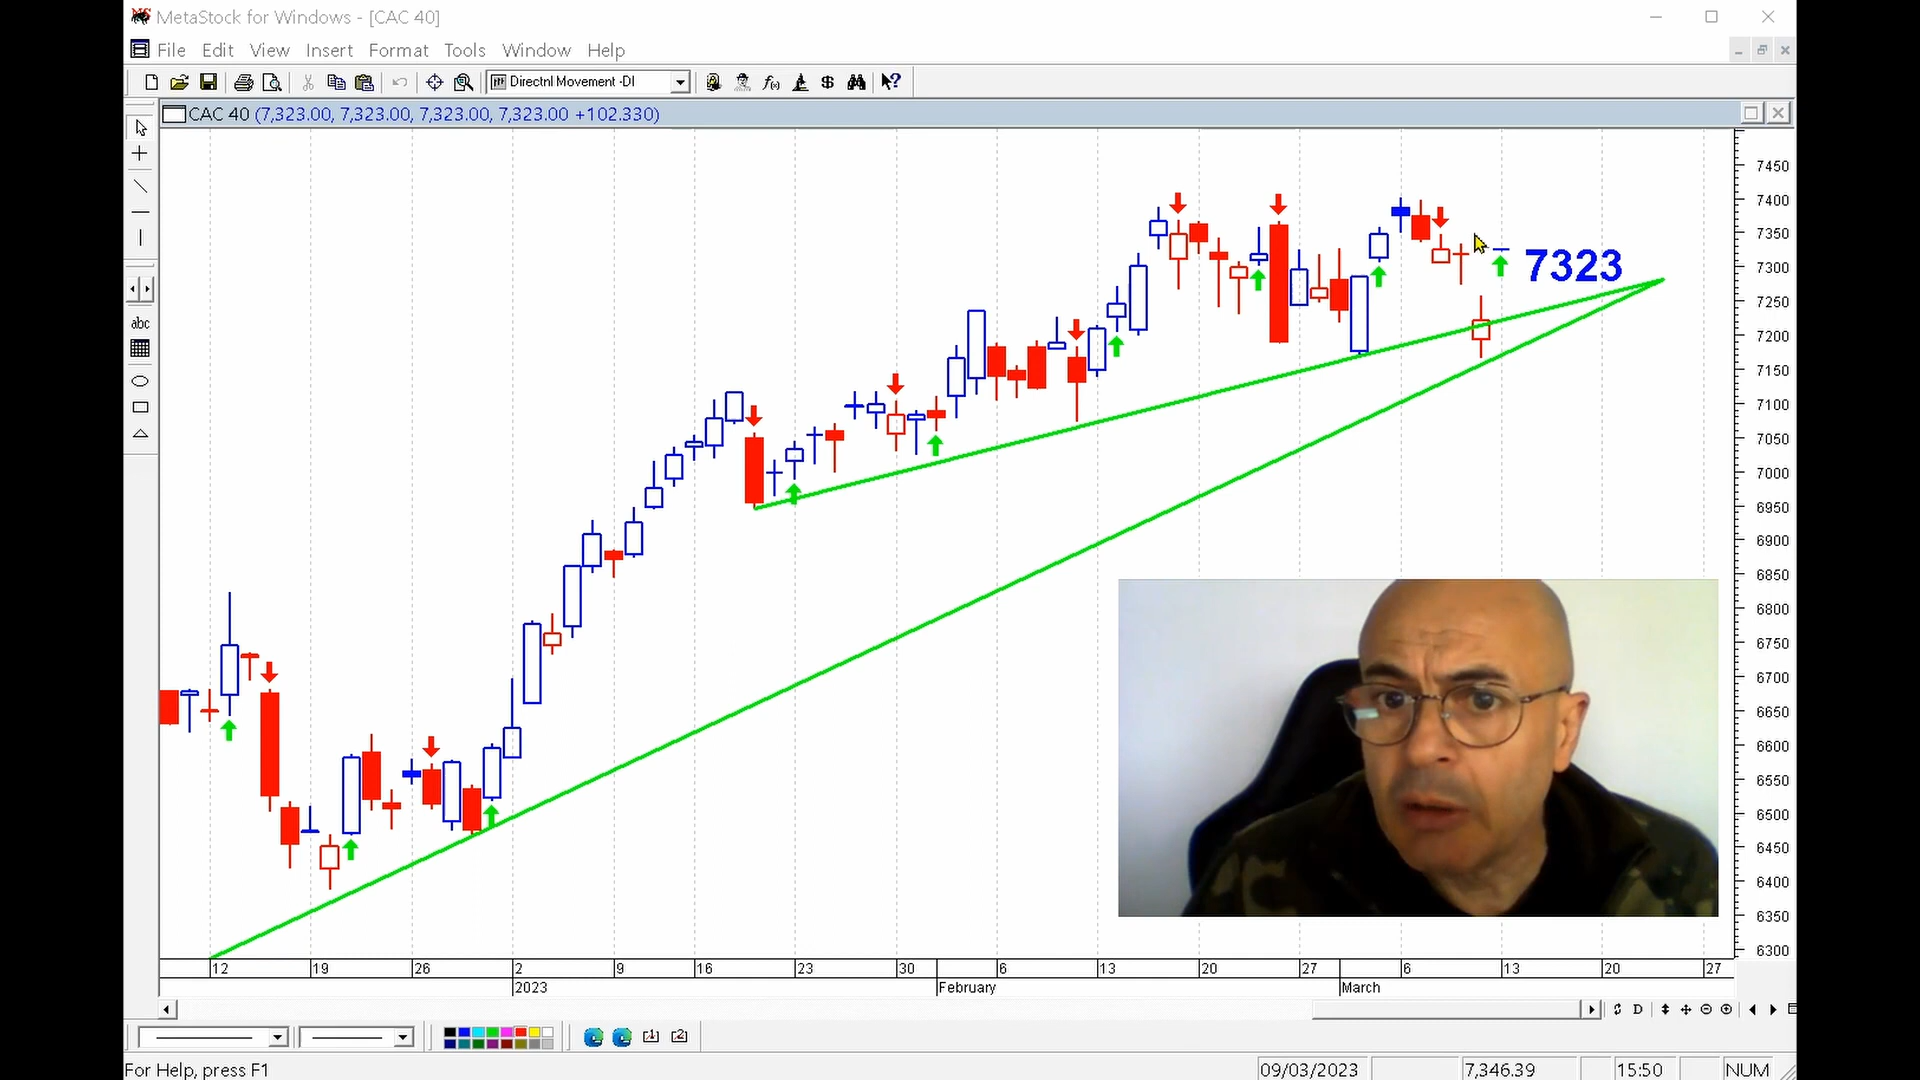 MetaStock for Windows - [CAC 40]
File Edit View Insert Format Tools Window Help
Directnl Movement -DI
CAC 40 (7,323.00, 7,323.00, 7,323.00, 7,323.00 +102.330)
abc
7450
7400
7350
7300
7250
7200
7150
7100
7050
7000
6950
6900
6850
6800
6750
6700
6650
6600
6550
6500
6450
6400
6350
6300
7323
12 19 26 2 9 16 23 30 6 13 20 27 6 13 20 27
2023 February March
D
For Help, press F1
09/03/2023 7,346.39 15:50 NUM